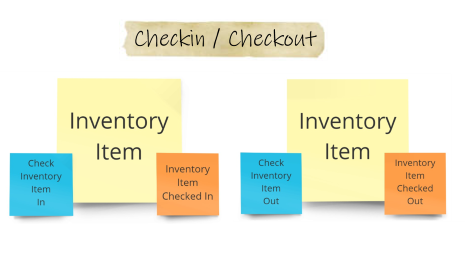 Checkin / Checkout
Inventory
Item
Check
Inventory
Item
In
Inventory
Item
Checked In
Inventory
Item
Check
Inventory
Item
Out
Inventory
Item
Checked
Out